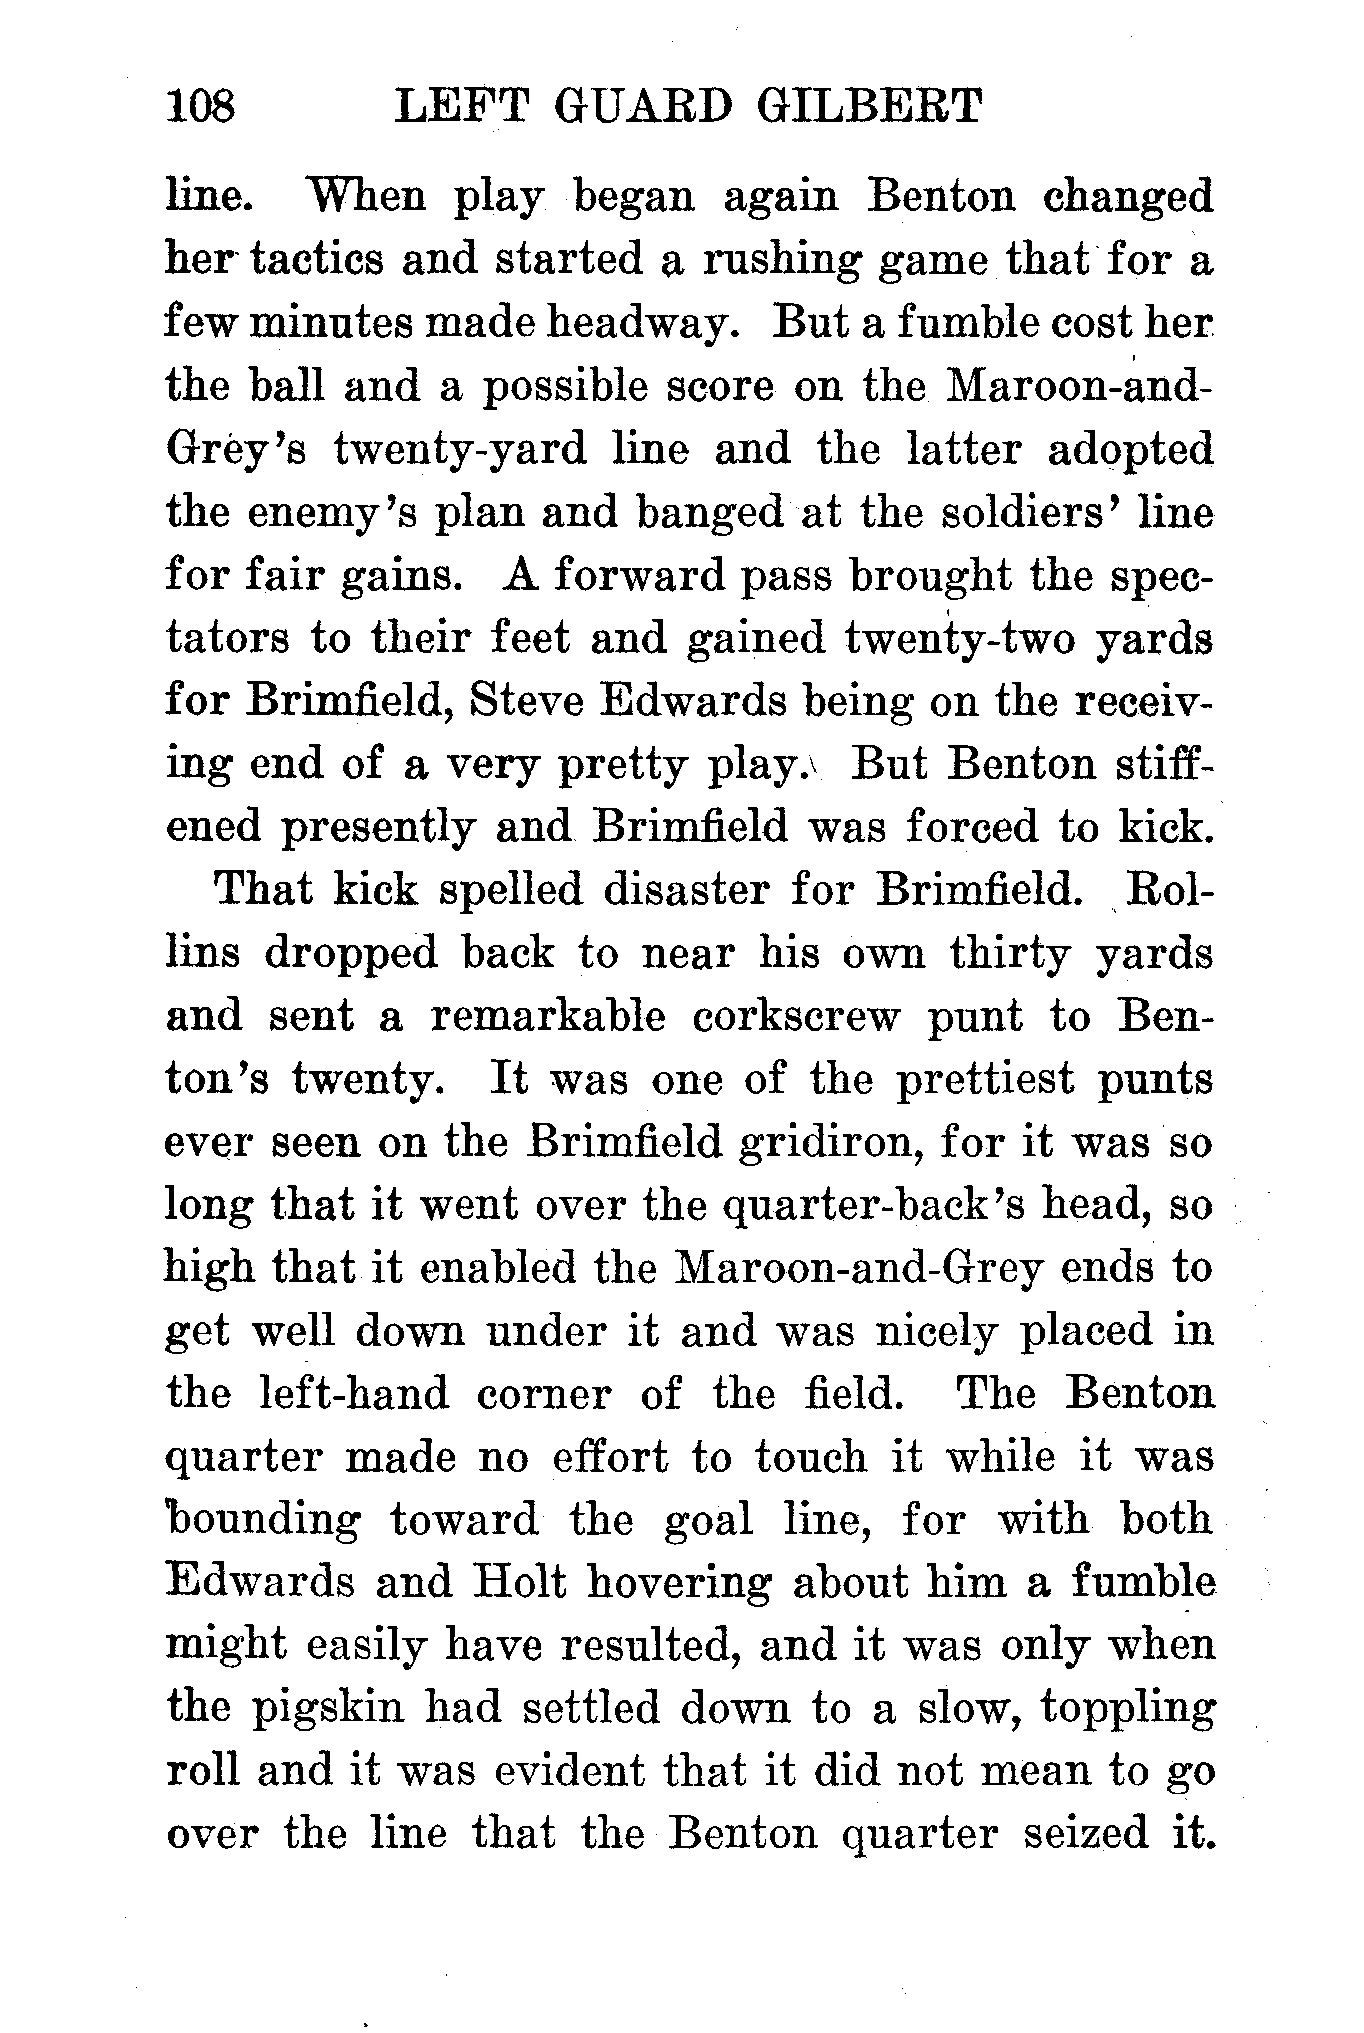 108 LEFT GUARD GILBERT
line. When play began again Benton changed
her tactics and started a rushing game that for a
few minutes made headway. But a fumble cost her
the ball and a possible score on the Maroon-and-
Grey's twenty-yard line and the latter adopted
the enemy's plan and banged at the soldiers' line
for fair gains. A forward pass brought the spec-
tators to their feet and gained twenty-two yards
for Brimfield, Steve Edwards being on the receiv-
ing end of a very pretty play. But Benton stiff-
ened presently and Brimfield was forced to kick.
That kick spelled disaster for Brimfield. Rol-
lins dropped back to near his own thirty yards
and sent a remarkable corkscrew punt to Ben-
ton's twenty. It was one of the prettiest punts
ever seen on the Brimfield gridiron, for it was so
long that it went over the quarter-back's head, so
high that it enabled the Maroon-and-Grey ends to
get well down under it and was nicely placed in
the left-hand corner of the field. The Benton
quarter made no effort to touch it while it was
bounding toward the goal line, for with both
Edwards and Holt hovering about him a fumble
might easily have resulted, and it was only when
the pigskin had settled down to a slow, toppling
roll and it was evident that it did not mean to go
over the line that the Benton quarter seized it.